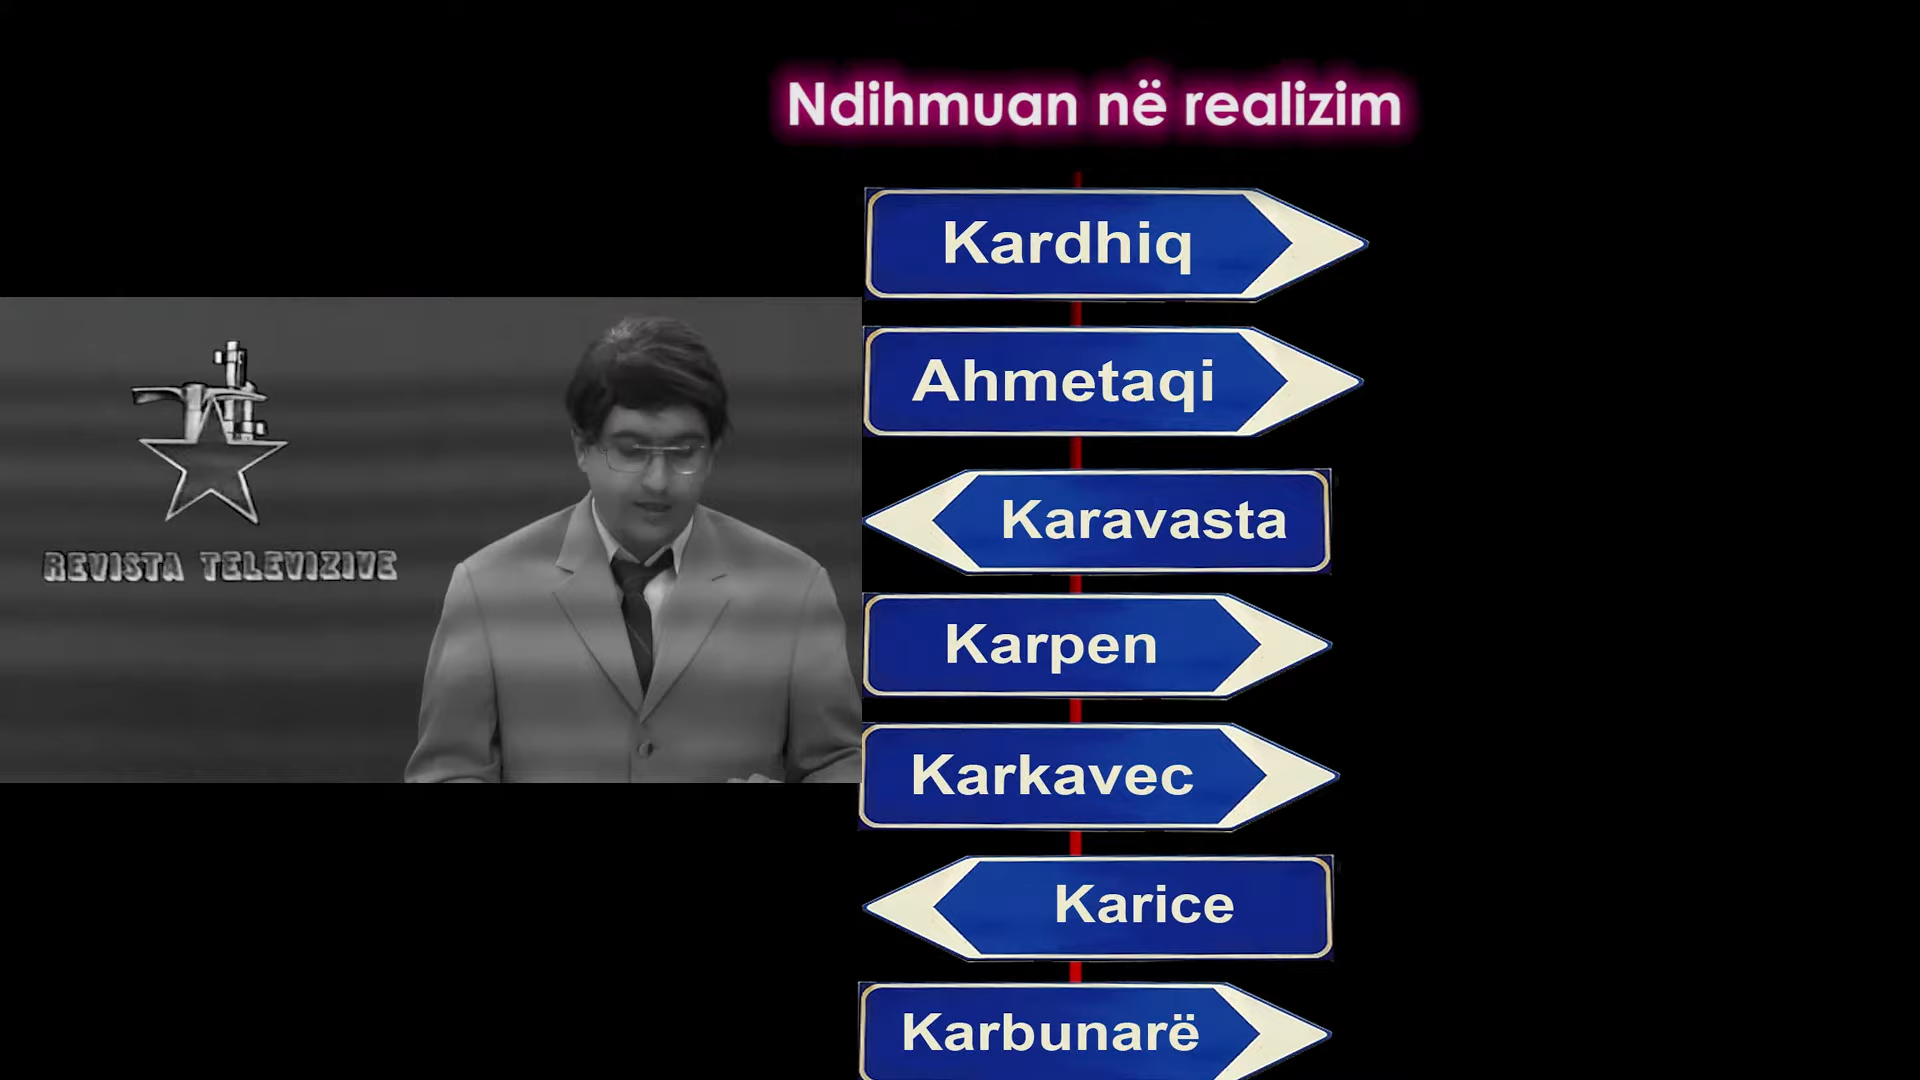 Ndihmuan në realizim
Kardhiq
Ahmetaqi
Karavasta
Karpen
Karkavec
Karice
Karbunarë
REVISTA TELEVIZIVE